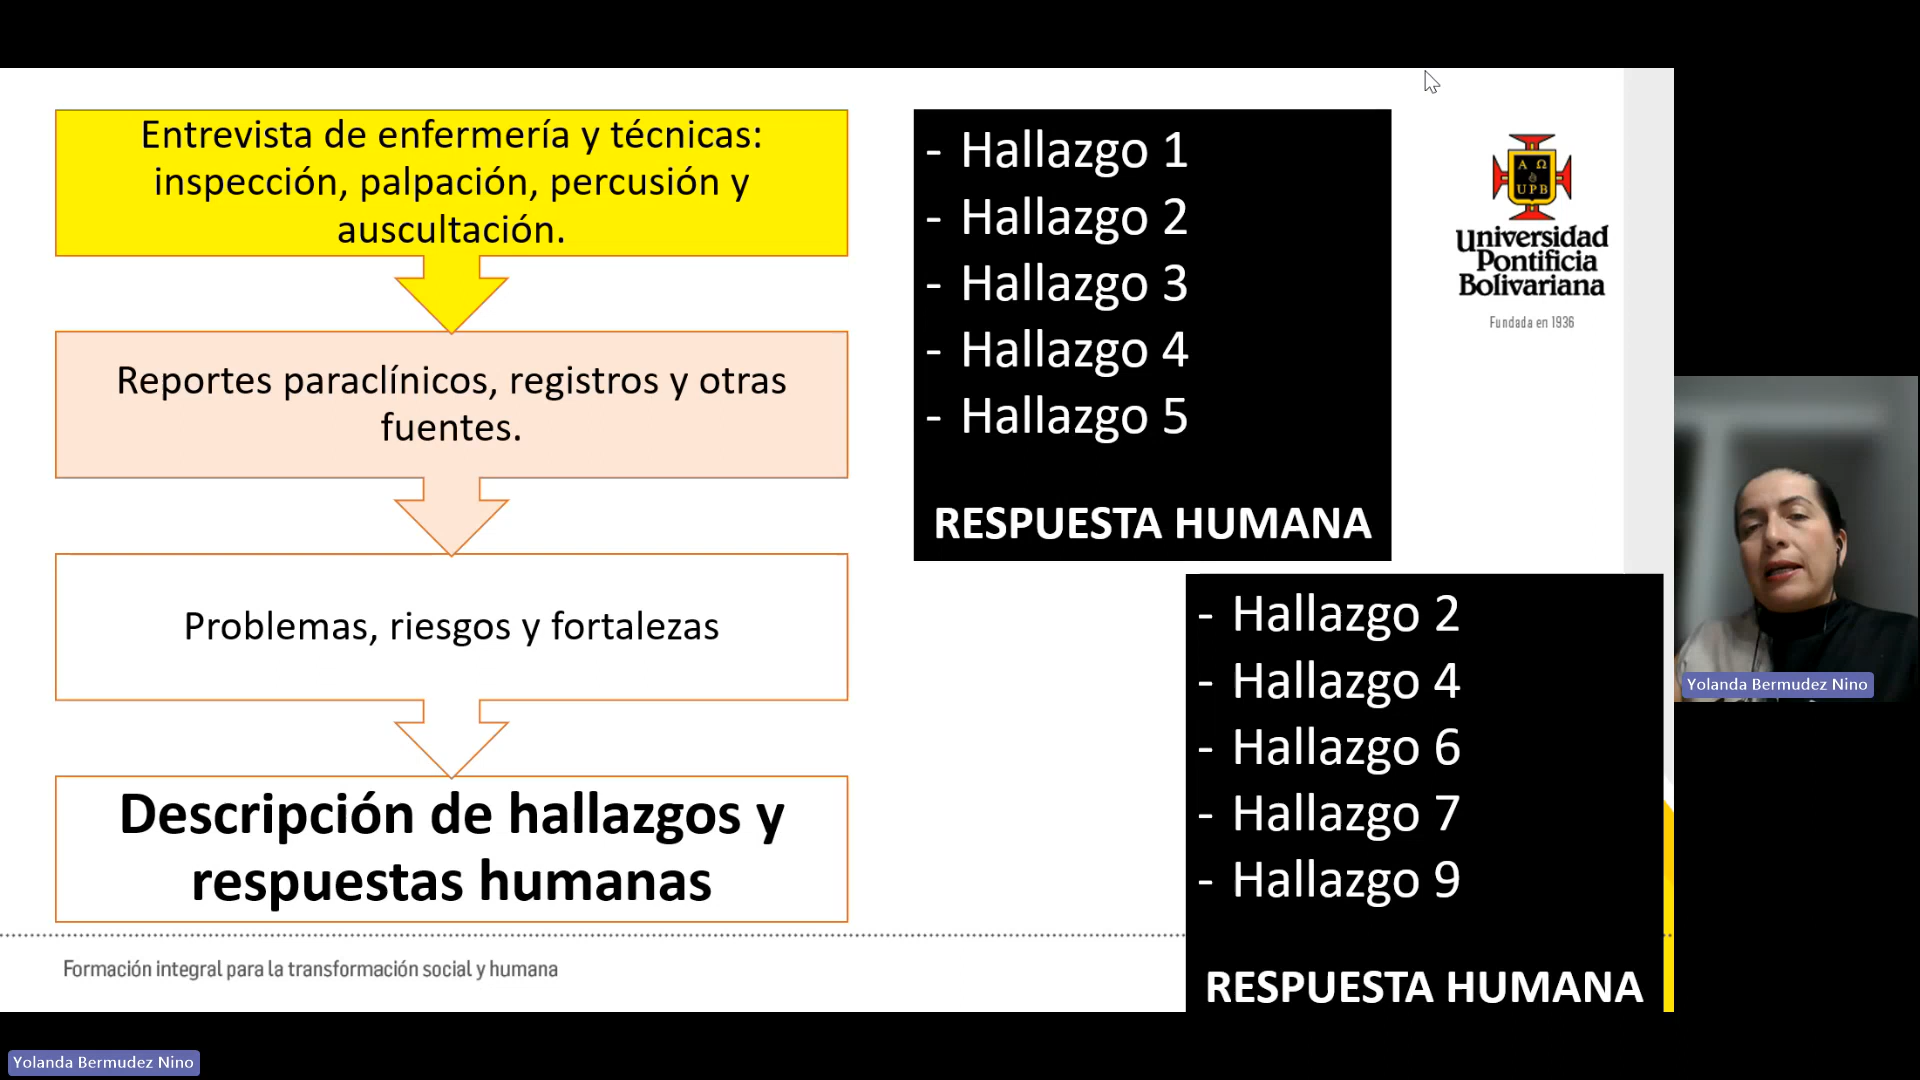 Entrevista de enfermería y técnicas:
inspección, palpación, percusión y
auscultación.
Reportes paraclínicos, registros y otras
fuentes.
Problemas, riesgos y fortalezas
Descripción de hallazgos y
respuestas humanas
- Hallazgo 1
- Hallazgo 2
- Hallazgo 3
- Hallazgo 4
- Hallazgo 5
RESPUESTA HUMANA
- Hallazgo 2
- Hallazgo 4
- Hallazgo 6
- Hallazgo 7
- Hallazgo 9
RESPUESTA HUMANA
Α Ω
UPB
Universidad
Pontificia
Bolivariana
Fundada en 1936
Formación integral para la transformación social y humana
Yolanda Bermudez Nino
Yolanda Bermudez Nino